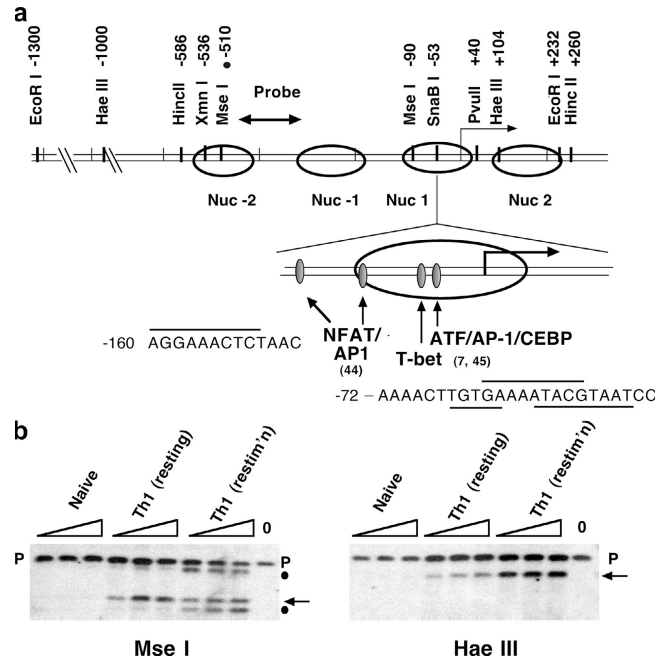 a
EcoR I -1300
Hae III -1000
HincII -586
Xmn I -536
Mse I -510
Mse I -90
SnaB I -53
PvuII +40
Hae III +104
EcoR I +232
Hinc II +260
Probe
Nuc -2
Nuc -1
Nuc 1
Nuc 2
NFAT/
AP1
(44)
ATF/AP-1/CEBP
T-bet (7, 45)
-160 AGGAAACTCTAAC
-72 – AAAACTTGTGAAAATACGTAATCC
b
Naive
Th1 (resting)
Th1 (restim'n)
0
P
P
Mse I
Naive
Th1 (resting)
Th1 (restim'n)
0
P
Hae III